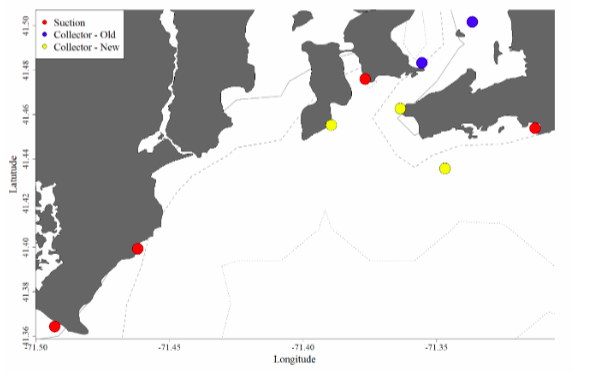 Suction
Collector - Old
Collector - New
41.50
41.48
41.46
41.44
41.42
41.40
41.38
41.36
Latutude
-71.50
-71.45
-71.40
-71.35
Longitude